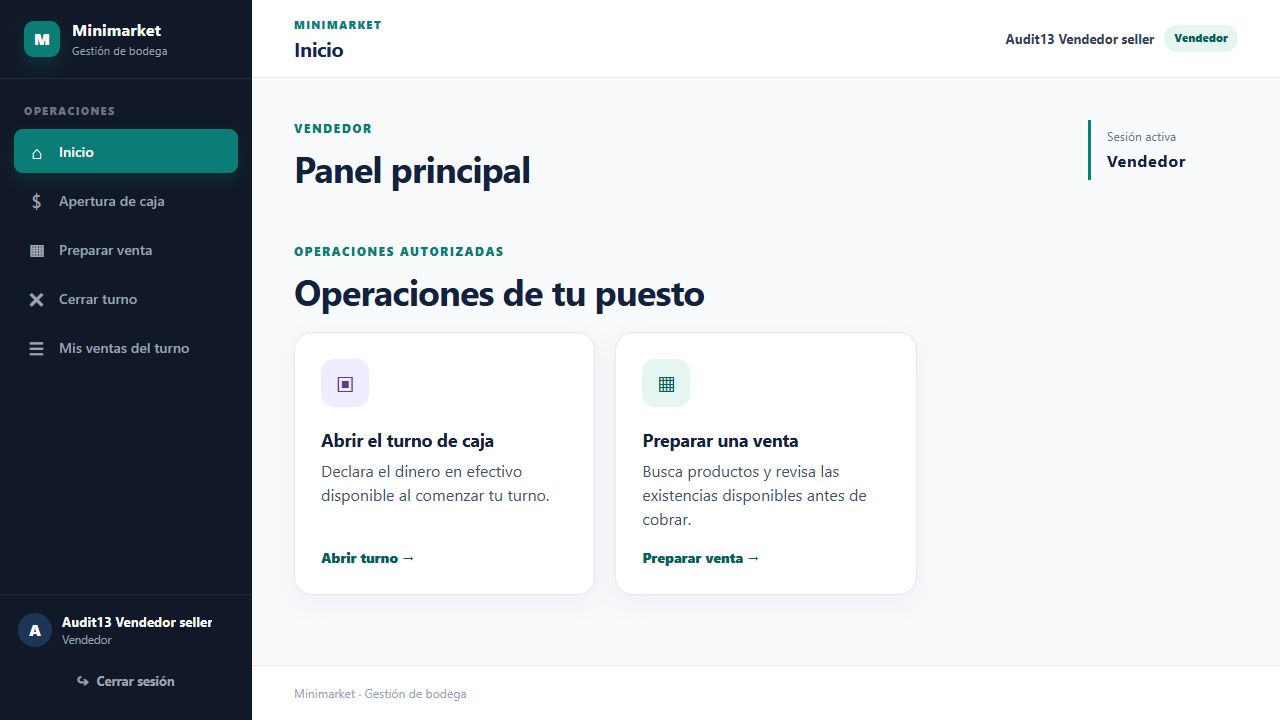 M
Minimarket
Gestión de bodega
OPERACIONES
Inicio
$ Apertura de caja
Preparar venta
Cerrar turno
Mis ventas del turno
A
Audit13 Vendedor seller
Vendedor
Cerrar sesión
MINIMARKET
Inicio
Audit13 Vendedor seller
Vendedor
VENDEDOR
Panel principal
Sesión activa
Vendedor
OPERACIONES AUTORIZADAS
Operaciones de tu puesto
Abrir el turno de caja
Declara el dinero en efectivo
disponible al comenzar tu turno.
Abrir turno →
Preparar una venta
Busca productos y revisa las
existencias disponibles antes de
cobrar.
Preparar venta →
Minimarket · Gestión de bodega